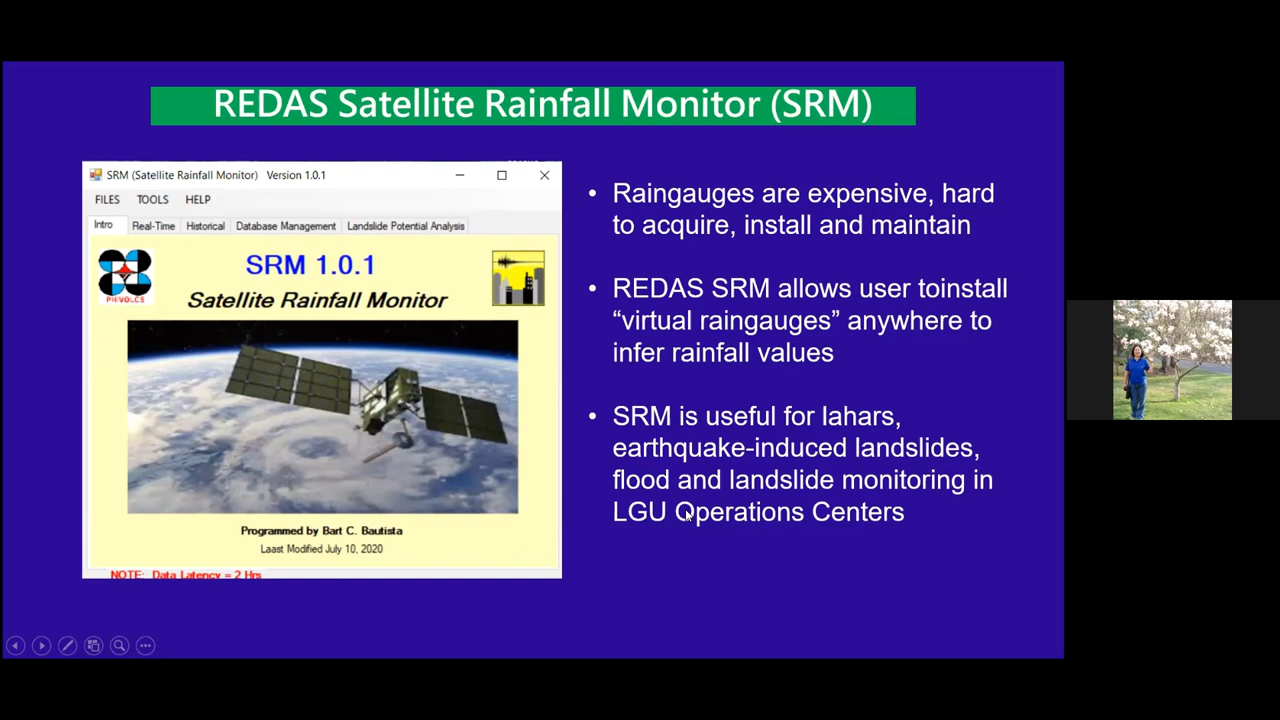 REDAS Satellite Rainfall Monitor (SRM)
SRM (Satellite Rainfall Monitor) Version 1.0.1
FILES TOOLS HELP
Intro Real-Time Historical Database Management Landslide Potential Analysis
PHIVOLCS
SRM 1.0.1
Satellite Rainfall Monitor
Programmed by Bart C. Bautista
Laast Modified July 10, 2020
NOTE: Data Latency = 2 Hrs
• Raingauges are expensive, hard
to acquire, install and maintain
• REDAS SRM allows user toinstall
“virtual raingauges” anywhere to
infer rainfall values
• SRM is useful for lahars,
earthquake-induced landslides,
flood and landslide monitoring in
LGU Operations Centers